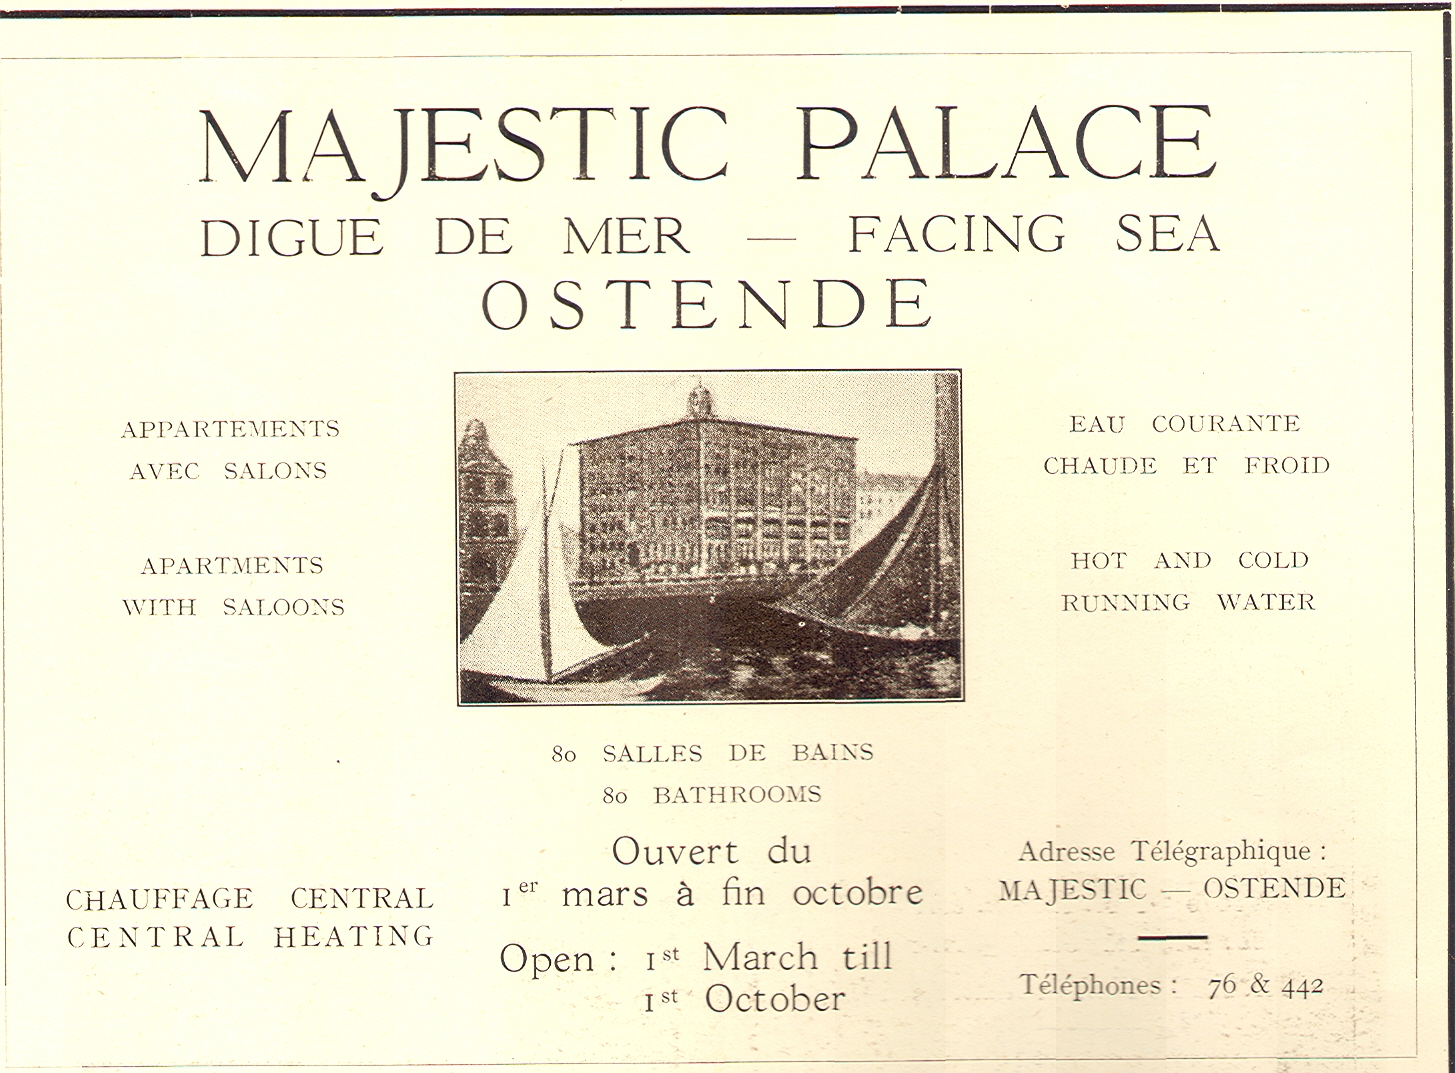 MAJESTIC PALACE
DIGUE DE MER — FACING SEA
OSTENDE
APPARTEMENTS
AVEC SALONS
APARTMENTS
WITH SALOONS
EAU COURANTE
CHAUDE ET FROID
HOT AND COLD
RUNNING WATER
80 SALLES DE BAINS
80 BATHROOMS
CHAUFFAGE CENTRAL
CENTRAL HEATING
Ouvert du
1er mars à fin octobre
Open : 1st March till
1st October
Adresse Télégraphique :
MAJESTIC — OSTENDE
Téléphones : 76 & 442